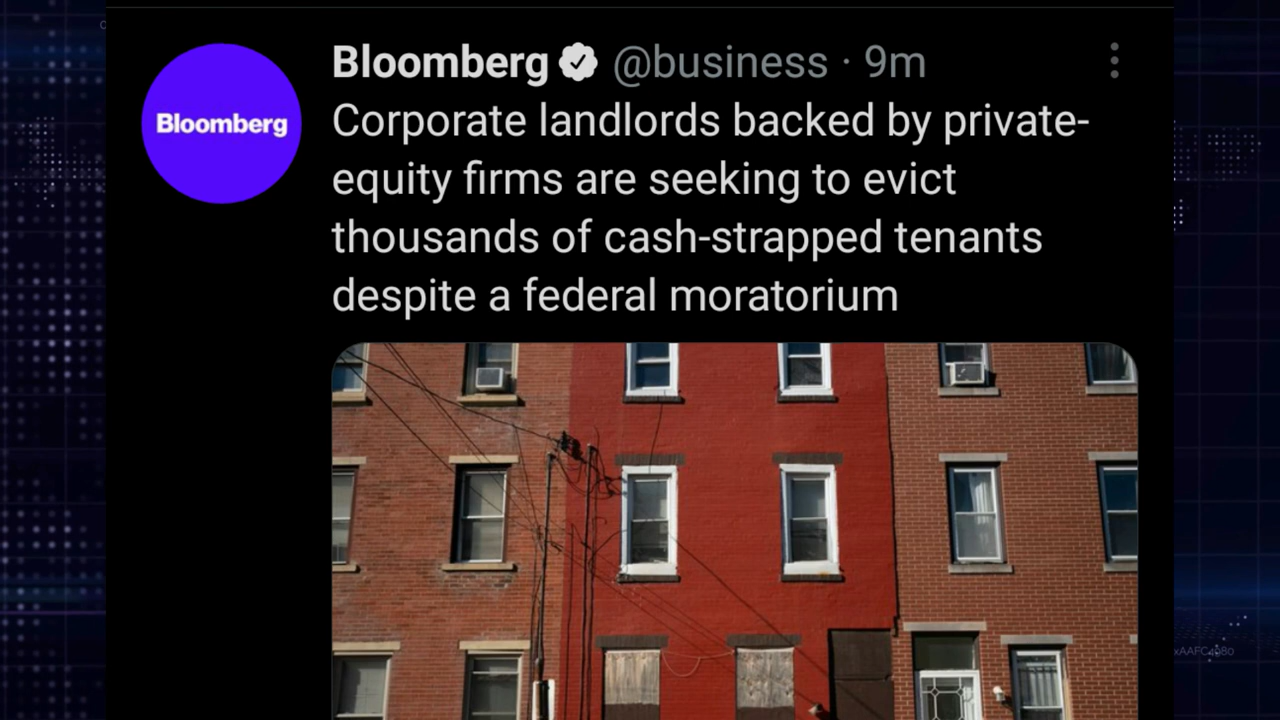 Bloomberg @business · 9m
Bloomberg
Corporate landlords backed by private-
equity firms are seeking to evict
thousands of cash-strapped tenants
despite a federal moratorium